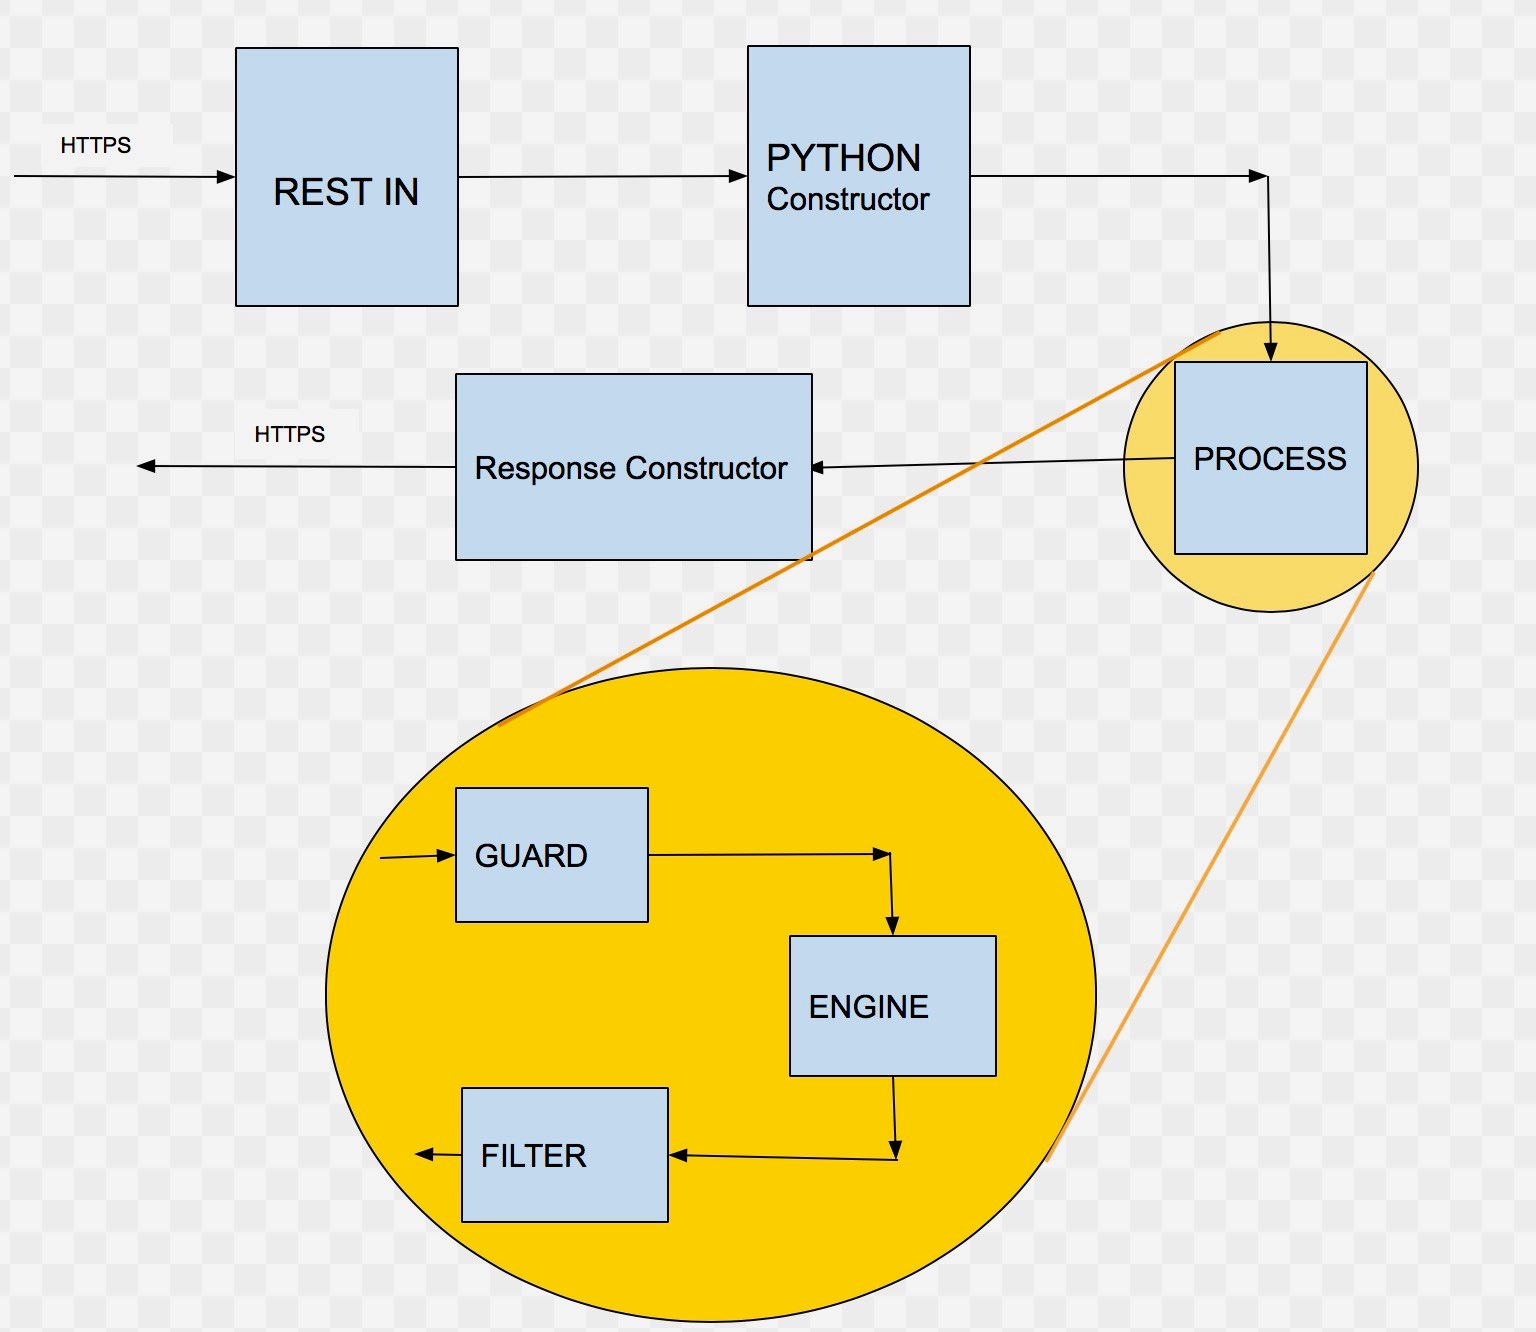 HTTPS
REST IN
PYTHON
Constructor
HTTPS
Response Constructor
PROCESS
GUARD
ENGINE
FILTER